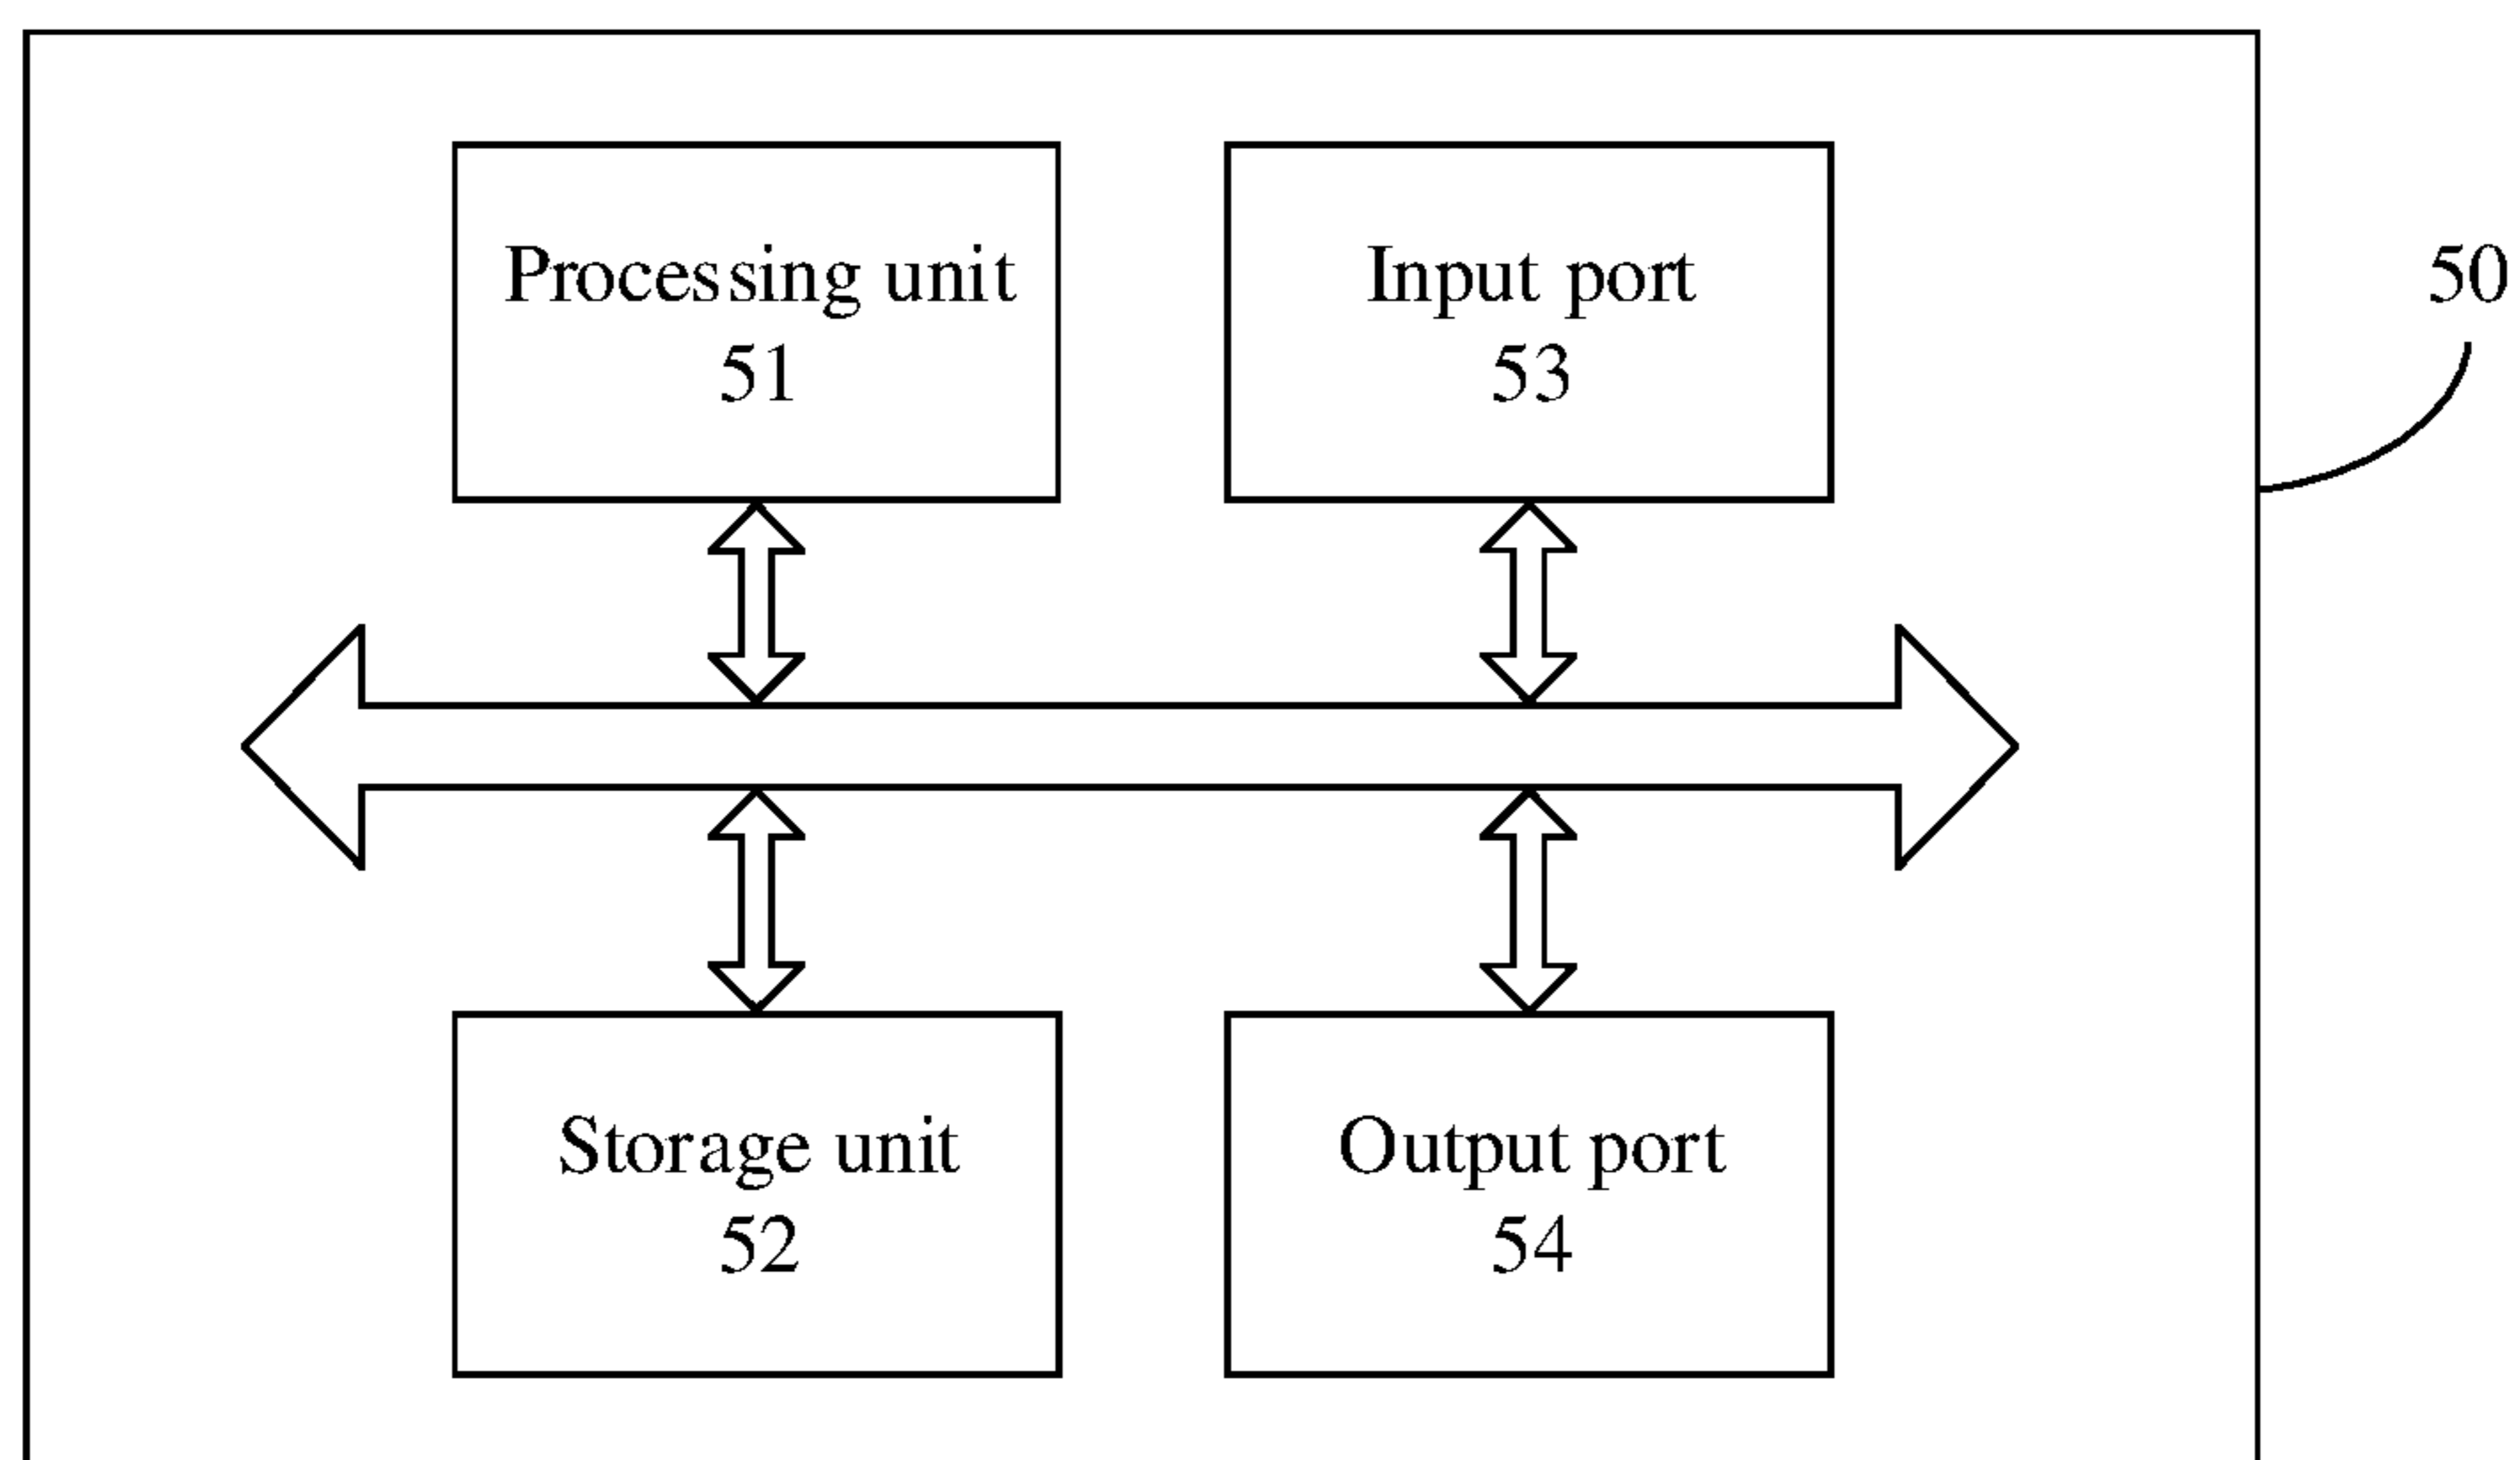 Processing unit
51
Input port
53
50
Storage unit
52
Output port
54